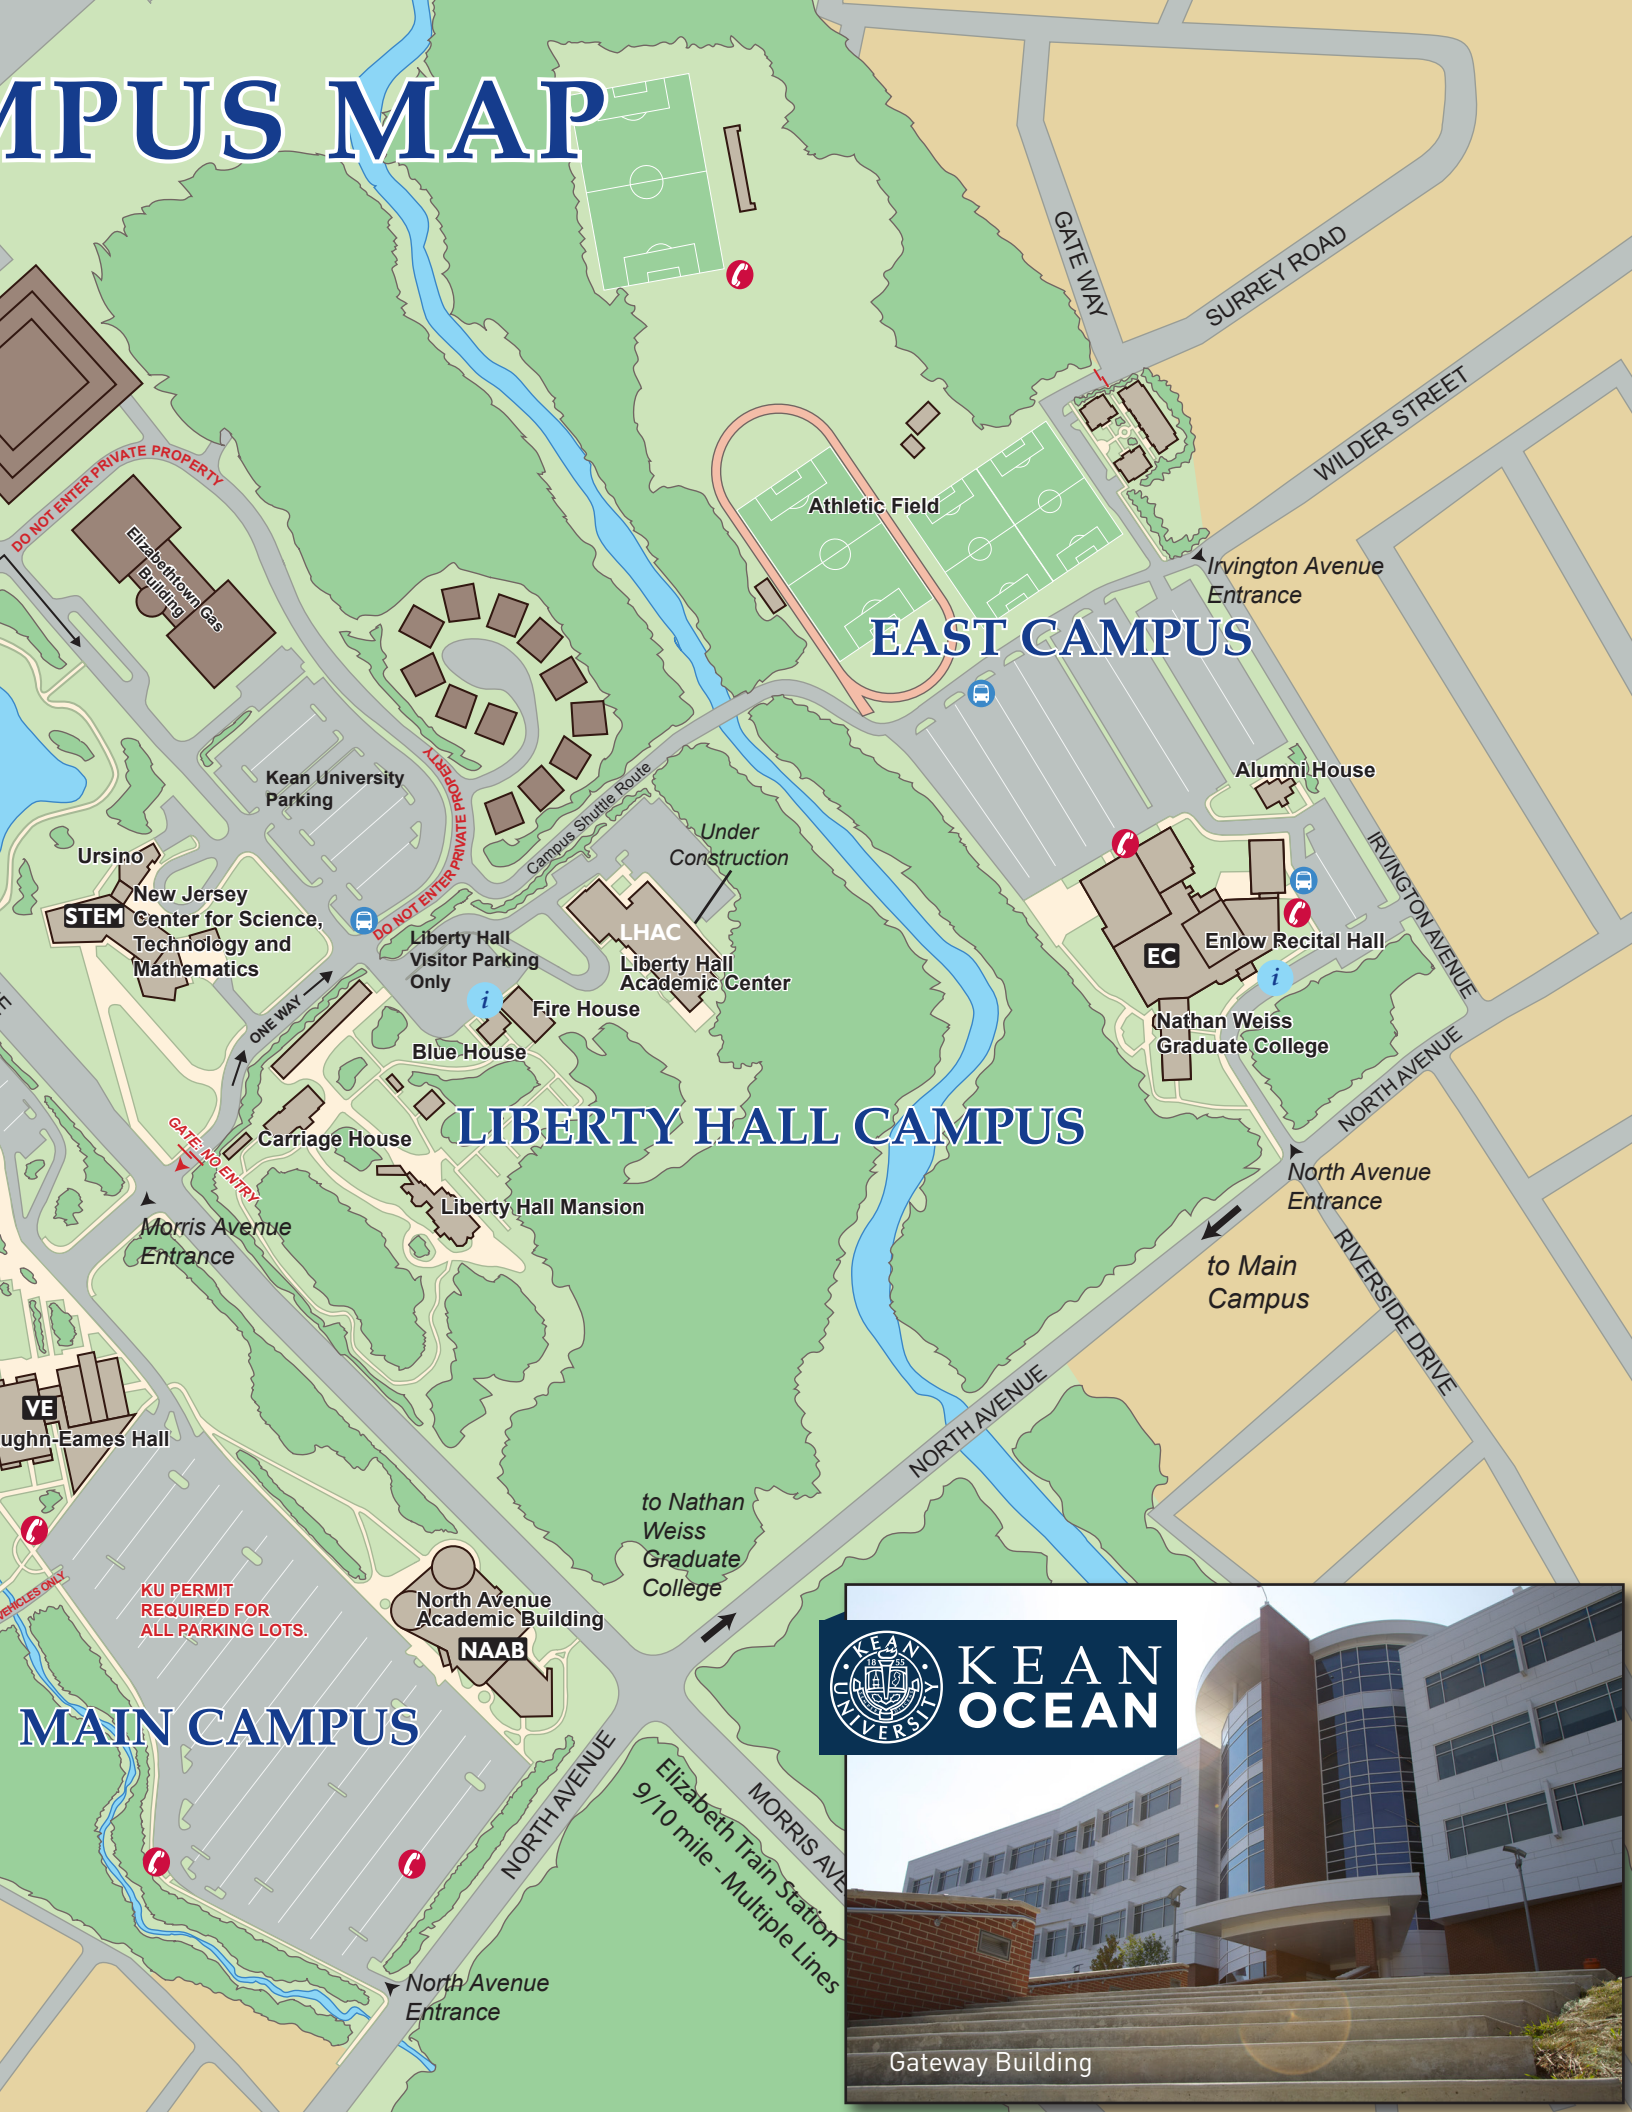 MPUS MAP
GATE WAY
SURREY ROAD
WILDER STREET
DO NOT ENTER PRIVATE PROPERTY
Elizabethtown Gas
Building
Athletic Field
Irvington Avenue
Entrance
EAST CAMPUS
Kean University
Parking
DO NOT ENTER PRIVATE PROPERTY
Campus Shuttle Route
Under
Construction
Alumni House
IRVINGTON AVENUE
Ursino
STEM
New Jersey
Center for Science,
Technology and
Mathematics
Liberty Hall
Visitor Parking
Only
LHAC
Liberty Hall
Academic Center
i
Fire House
Blue House
ONE WAY
EC
Enlow Recital Hall
i
Nathan Weiss
Graduate College
NORTH AVENUE
Carriage House
LIBERTY HALL CAMPUS
GATE: NO ENTRY
Liberty Hall Mansion
Morris Avenue
Entrance
North Avenue
Entrance
to Main
Campus
RIVERSIDE DRIVE
VE
ughn-Eames Hall
NORTH AVENUE
to Nathan
Weiss
Graduate
College
VEHICLES ONLY
KU PERMIT
REQUIRED FOR
ALL PARKING LOTS.
North Avenue
Academic Building
NAAB
MAIN CAMPUS
NORTH AVENUE
MORRIS AVE
Elizabeth Train Station
9/10 mile - Multiple Lines
North Avenue
Entrance
KEAN
UNIVERSITY
1855
KEAN
OCEAN
Gateway Building